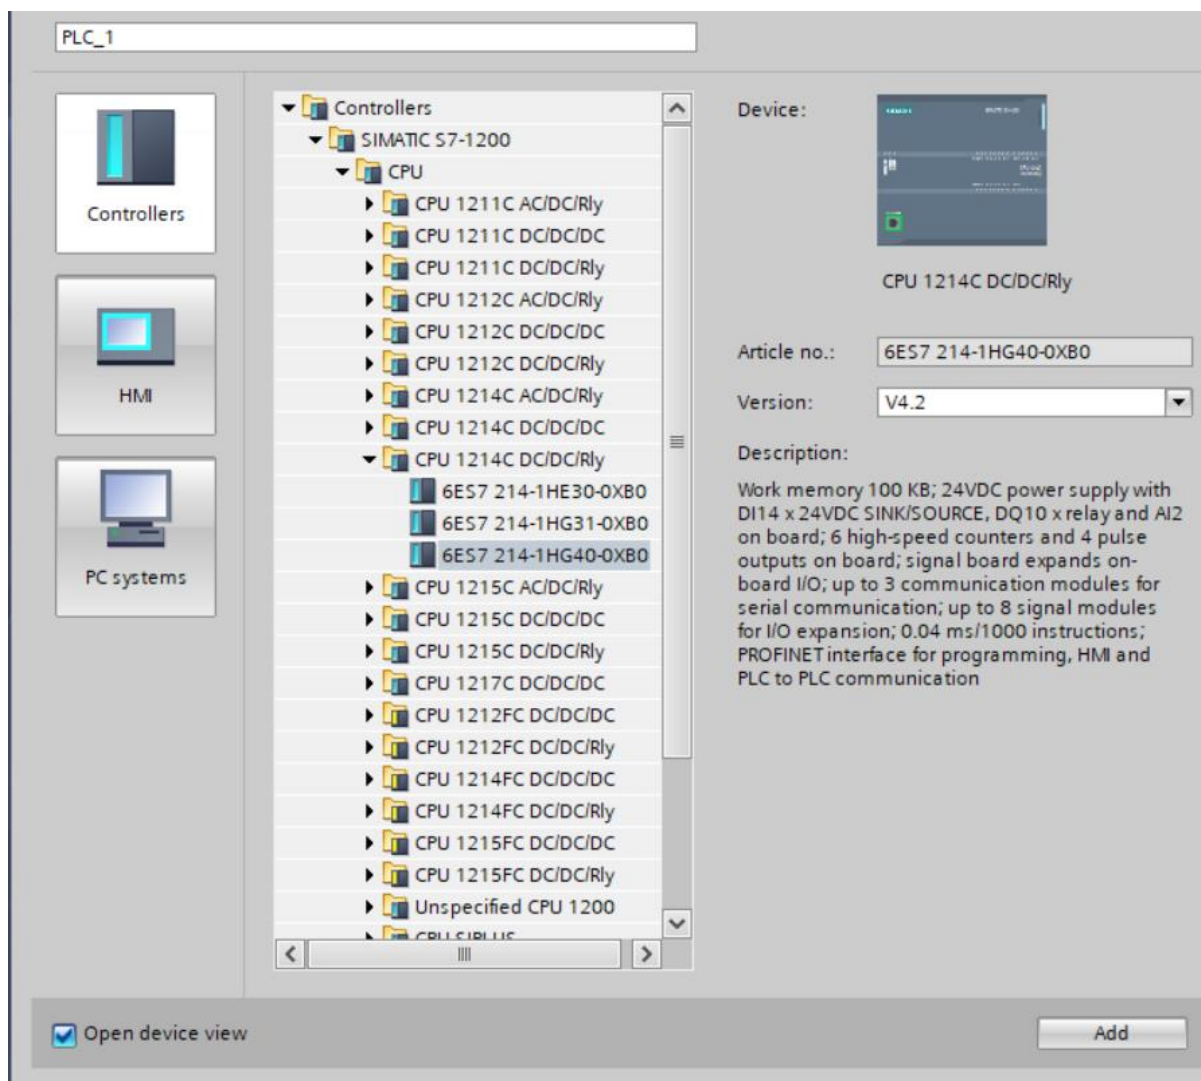 PLC_1
Controllers
HMI
PC systems
Controllers
SIMATIC S7-1200
CPU
CPU 1211C AC/DC/Rly
CPU 1211C DC/DC/DC
CPU 1211C DC/DC/Rly
CPU 1212C AC/DC/Rly
CPU 1212C DC/DC/DC
CPU 1212C DC/DC/Rly
CPU 1214C AC/DC/Rly
CPU 1214C DC/DC/DC
CPU 1214C DC/DC/Rly
6ES7 214-1HE30-0XB0
6ES7 214-1HG31-0XB0
6ES7 214-1HG40-0XB0
CPU 1215C AC/DC/Rly
CPU 1215C DC/DC/DC
CPU 1215C DC/DC/Rly
CPU 1217C DC/DC/DC
CPU 1212FC DC/DC/DC
CPU 1212FC DC/DC/Rly
CPU 1214FC DC/DC/DC
CPU 1214FC DC/DC/Rly
CPU 1215FC DC/DC/DC
CPU 1215FC DC/DC/Rly
Unspecified CPU 1200
CPU SIPLUS
Device:
CPU 1214C DC/DC/Rly
Article no.: 6ES7 214-1HG40-0XB0
Version: V4.2
Description:
Work memory 100 KB; 24VDC power supply with
DI14 x 24VDC SINK/SOURCE, DQ10 x relay and AI2
on board; 6 high-speed counters and 4 pulse
outputs on board; signal board expands on-
board I/O; up to 3 communication modules for
serial communication; up to 8 signal modules
for I/O expansion; 0.04 ms/1000 instructions;
PROFINET interface for programming, HMI and
PLC to PLC communication
Open device view
Add